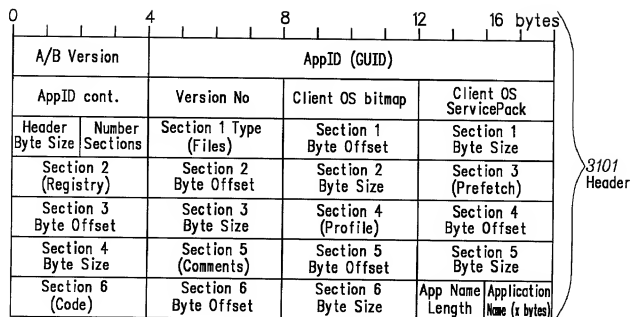 0 4 8 12 16 bytes
A/B Version AppID (GUID)
AppID cont. Version No Client OS bitmap Client OS ServicePack
Header Byte Size Number Sections Section 1 Type (Files) Section 1 Byte Offset Section 1 Byte Size
Section 2 (Registry) Section 2 Byte Offset Section 2 Byte Size Section 3 (Prefetch)
Section 3 Byte Offset Section 3 Byte Size Section 4 (Profile) Section 4 Byte Offset
Section 4 Byte Size Section 5 (Comments) Section 5 Byte Offset Section 5 Byte Size
Section 6 (Code) Section 6 Byte Offset Section 6 Byte Size App Name Length Application Name (x bytes)
3101
Header